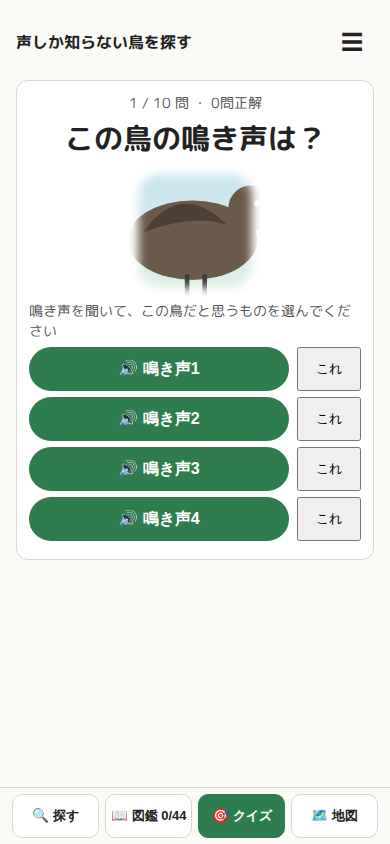 声しか知らない鳥を探す
☰
1 / 10 問 · 0問正解
この鳥の鳴き声は？
鳴き声を聞いて、この鳥だと思うものを選んでくだ
さい
🔊 鳴き声1 これ
🔊 鳴き声2 これ
🔊 鳴き声3 これ
🔊 鳴き声4 これ
🔍 探す 📖 図鑑 0/44 🎯 クイズ 🗺️ 地図